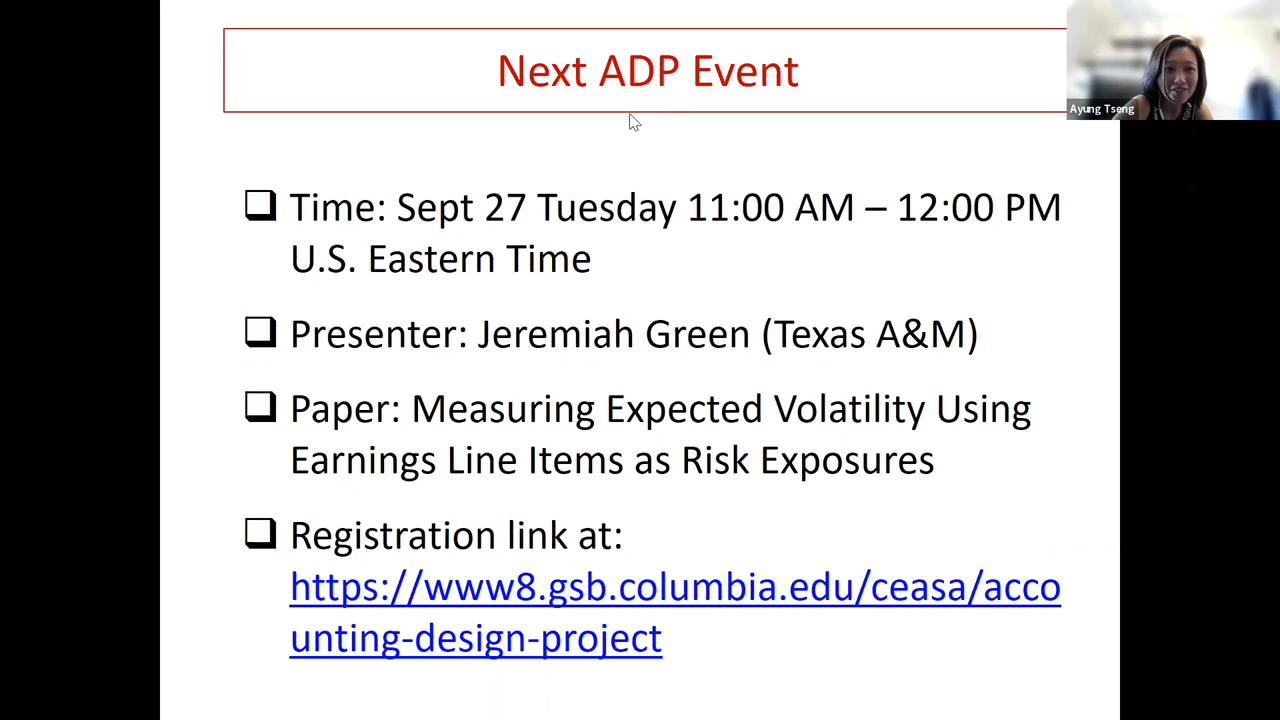 Next ADP Event
Ayung Tseng
Time: Sept 27 Tuesday 11:00 AM – 12:00 PM
U.S. Eastern Time
Presenter: Jeremiah Green (Texas A&M)
Paper: Measuring Expected Volatility Using
Earnings Line Items as Risk Exposures
Registration link at:
https://www8.gsb.columbia.edu/ceasa/acco
unting-design-project